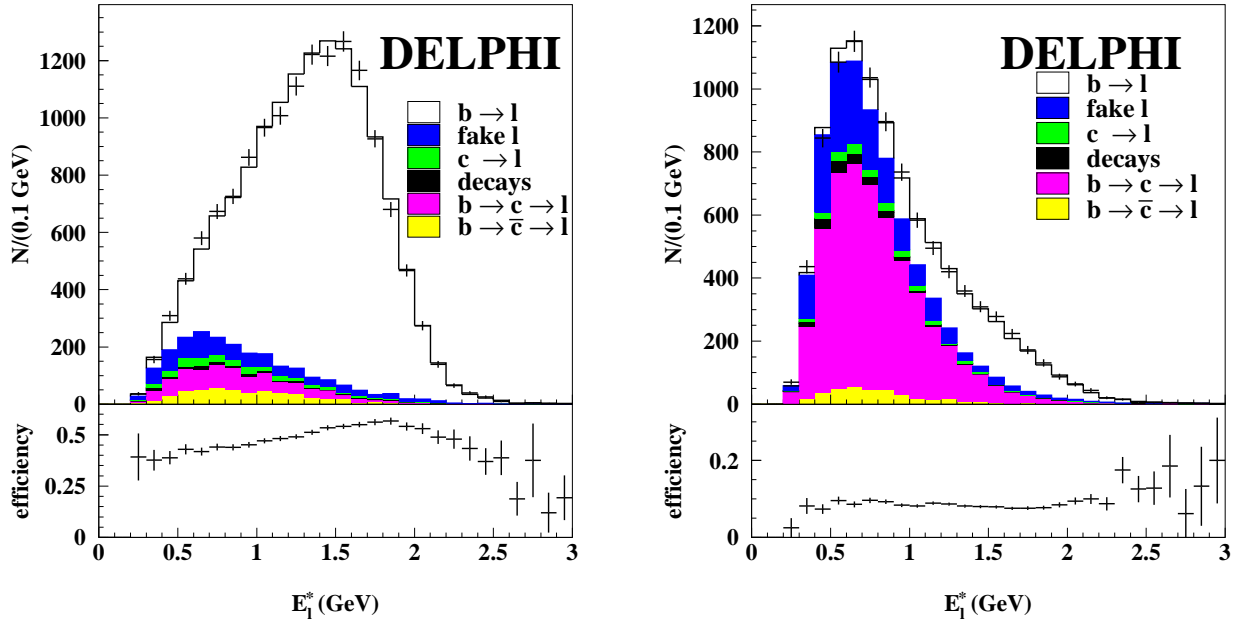 DELPHI
N/(0.1 GeV)
1200
1000
800
600
400
200
0
b → l
fake l
c → l
decays
b → c → l
b → c̅ → l
efficiency
0.5
0.25
0
0 0.5 1 1.5 2 2.5 3
E*l (GeV)
DELPHI
N/(0.1 GeV)
1200
1000
800
600
400
200
0
b → l
fake l
c → l
decays
b → c → l
b → c̅ → l
efficiency
0.2
0
0 0.5 1 1.5 2 2.5 3
E*l (GeV)